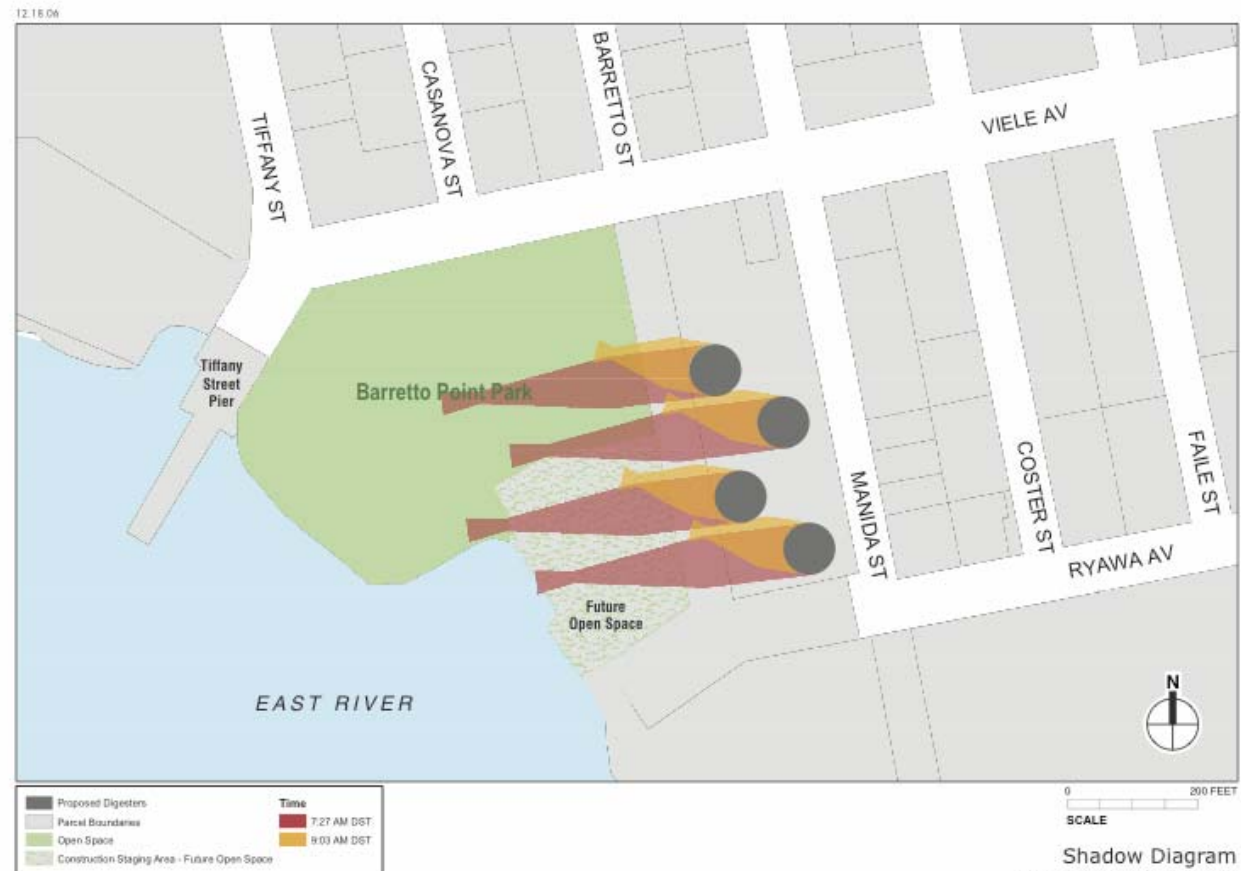 12.18.06
TIFFANY ST
CASANOVA ST
BARRETTO ST
VIELE AV
Tiffany
Street
Pier
Barretto Point Park
MANIDA ST
COSTER ST
FAILE ST
RYAWA AV
Future
Open Space
EAST RIVER
N
Proposed Digesters
Parcel Boundaries
Open Space
Construction Staging Area - Future Open Space
Time
7:27 AM DST
9:03 AM DST
0 200 FEET
SCALE
Shadow Diagram